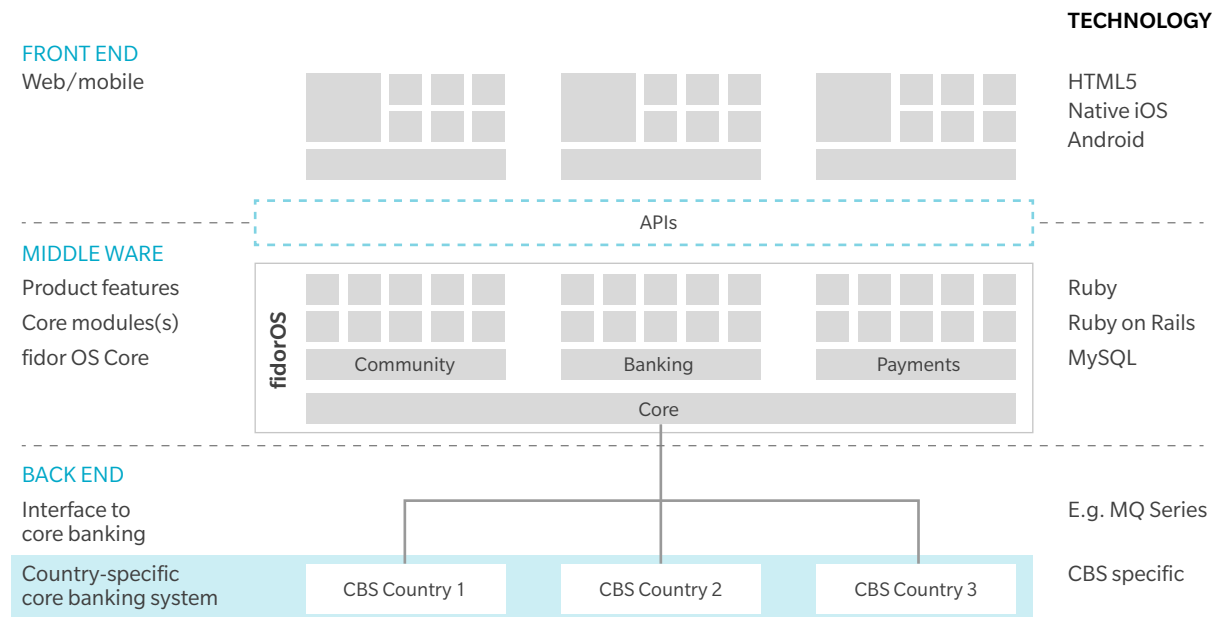 TECHNOLOGY
FRONT END
Web/mobile
HTML5
Native iOS
Android
APIs
MIDDLE WARE
Product features
Core modules(s)
fidor OS Core
fidorOS
Community
Banking
Payments
Core
Ruby
Ruby on Rails
MySQL
BACK END
Interface to
core banking
E.g. MQ Series
Country-specific
core banking system
CBS Country 1
CBS Country 2
CBS Country 3
CBS specific